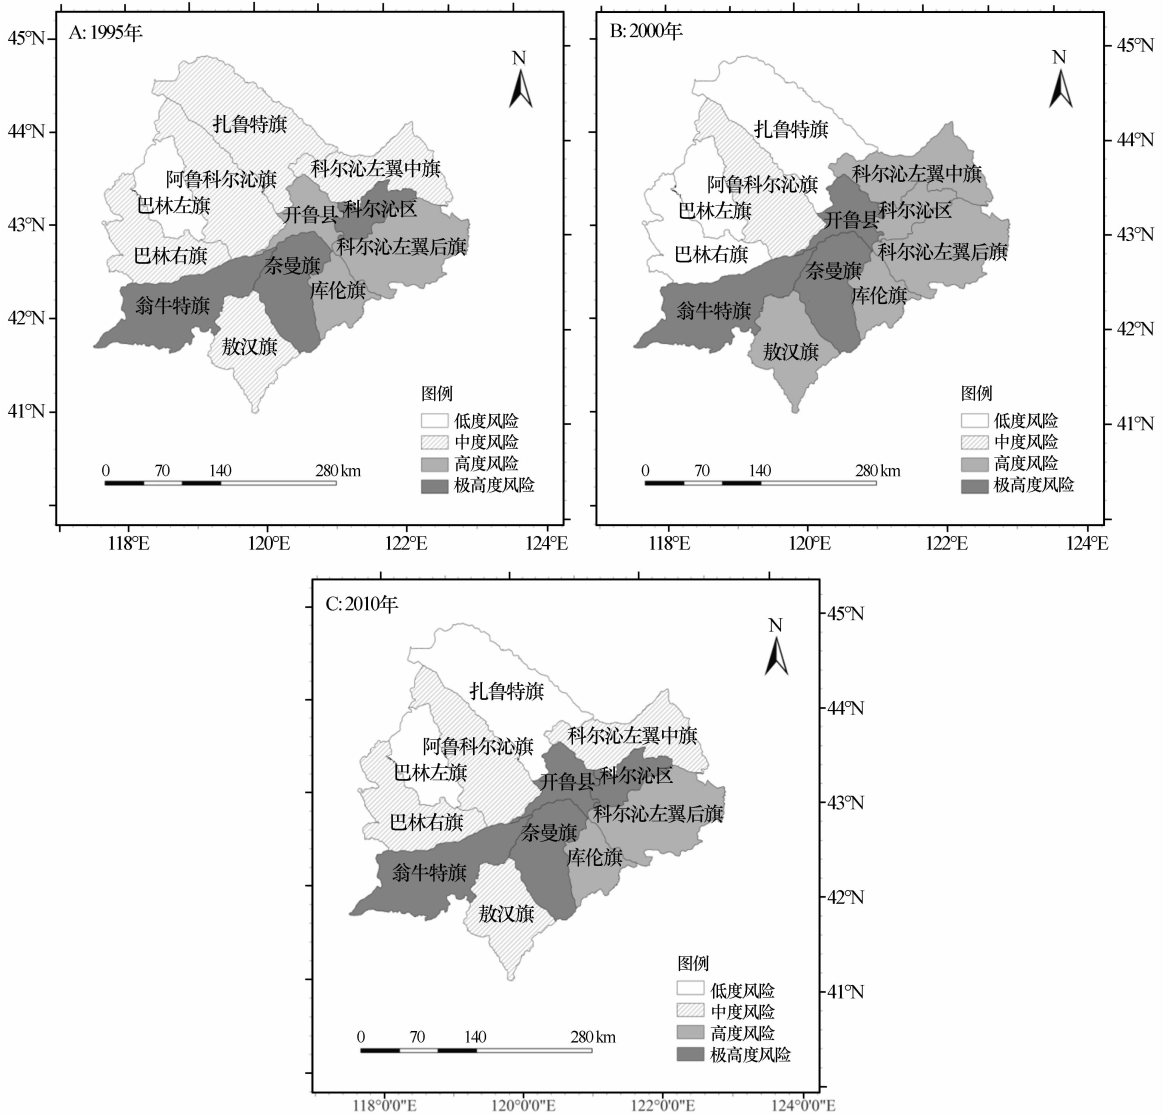 A: 1995年
N
45°N
44°N
43°N
42°N
41°N
扎鲁特旗
科尔沁左翼中旗
阿鲁科尔沁旗
巴林左旗
开鲁县
科尔沁区
巴林右旗
科尔沁左翼后旗
奈曼旗
库伦旗
翁牛特旗
敖汉旗
图例
低度风险
中度风险
高度风险
极高度风险
0 70 140 280 km
118°E 120°E 122°E 124°E
B: 2000年
N
45°N
44°N
43°N
42°N
41°N
扎鲁特旗
科尔沁左翼中旗
阿鲁科尔沁旗
巴林左旗
开鲁县
科尔沁区
巴林右旗
科尔沁左翼后旗
奈曼旗
库伦旗
翁牛特旗
敖汉旗
图例
低度风险
中度风险
高度风险
极高度风险
0 70 140 280 km
118°E 120°E 122°E 124°E
C: 2010年
N
45°N
44°N
43°N
42°N
41°N
扎鲁特旗
科尔沁左翼中旗
阿鲁科尔沁旗
巴林左旗
开鲁县
科尔沁区
巴林右旗
科尔沁左翼后旗
奈曼旗
库伦旗
翁牛特旗
敖汉旗
图例
低度风险
中度风险
高度风险
极高度风险
0 70 140 280 km
118°0'0"E 120°0'0"E 122°0'0"E 124°0'0"E